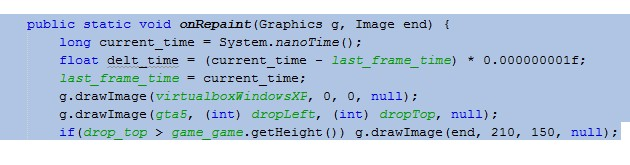 public static void onRepaint(Graphics g, Image end) {
long current_time = System.nanoTime();
float delt_time = (current_time - last_frame_time) * 0.000000001f;
last_frame_time = current_time;
g.drawImage(virtualboxWindowsXP, 0, 0, null);
g.drawImage(gta5, (int) dropLeft, (int) dropTop, null);
if(drop_top > game_game.getHeight()) g.drawImage(end, 210, 150, null);